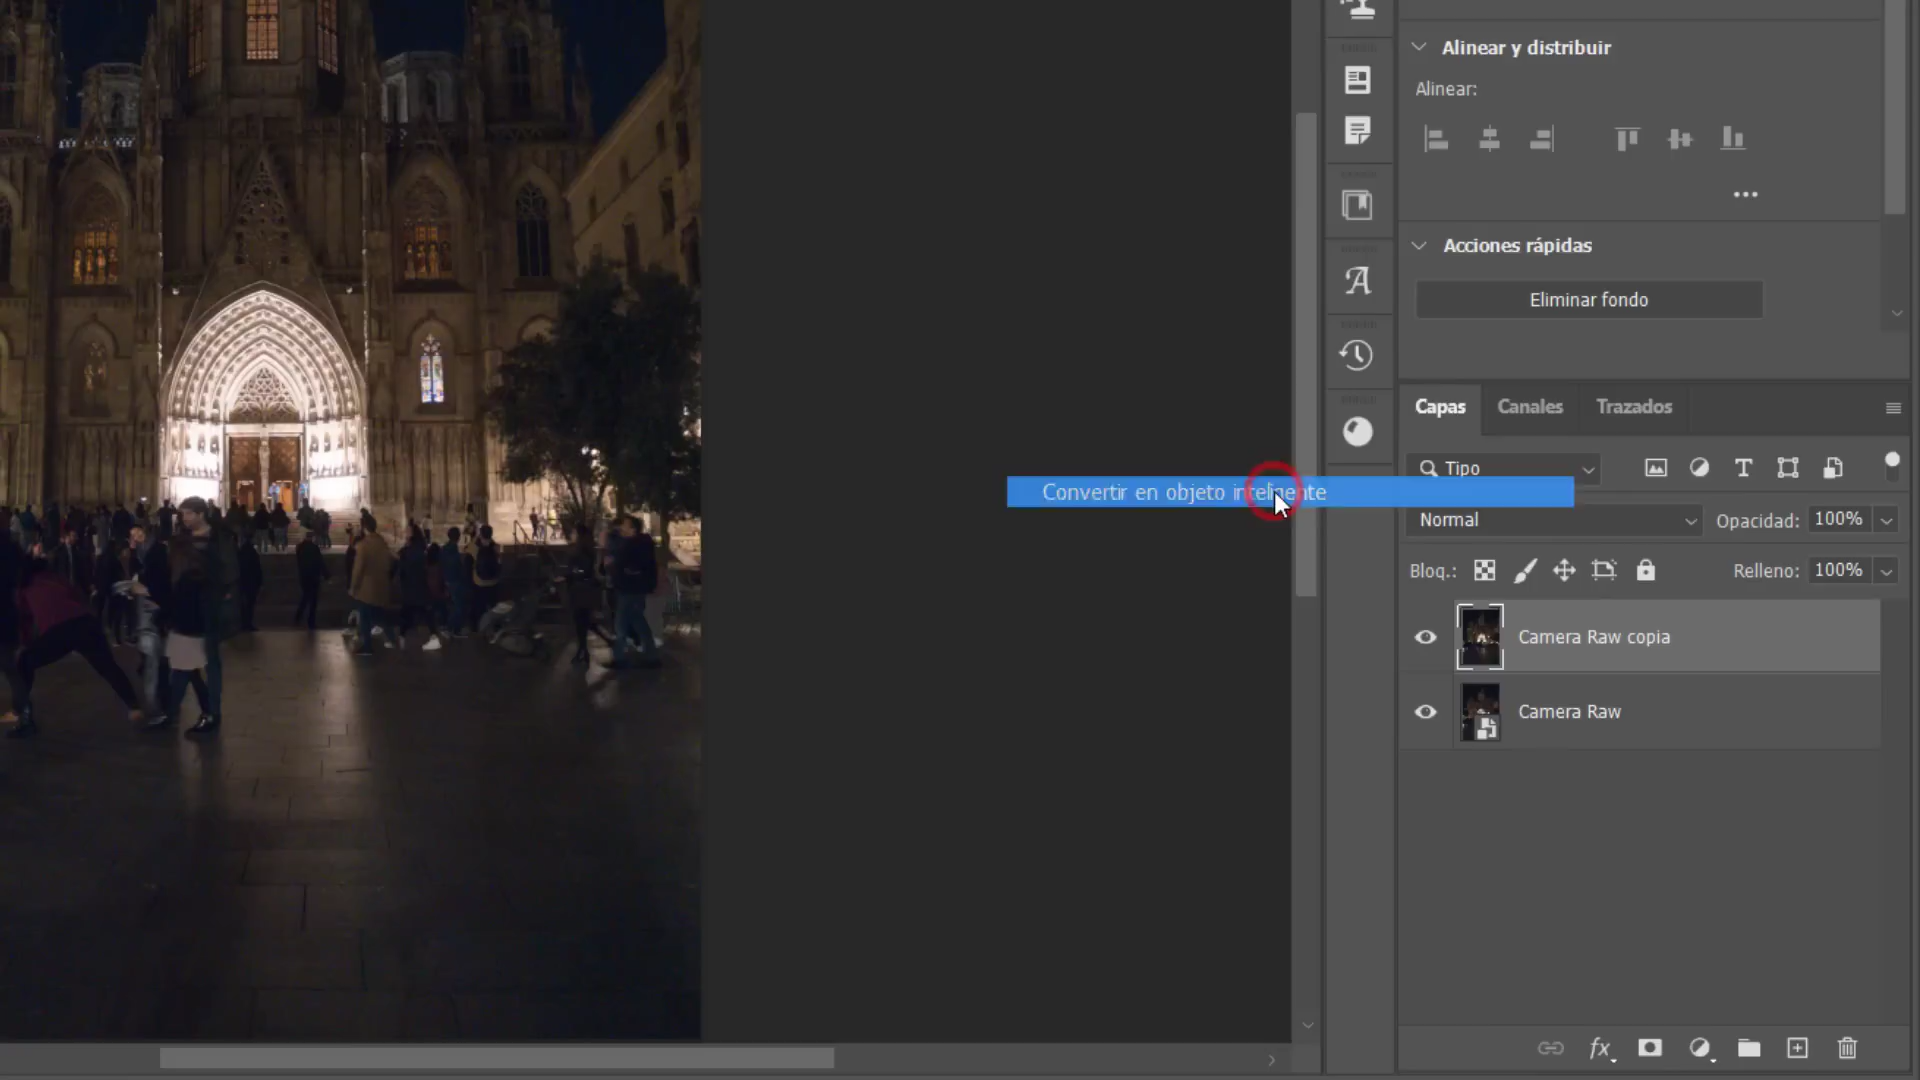 Alinear y distribuir
Alinear:
Acciones rápidas
Eliminar fondo
Capas Canales Trazados
Tipo
Convertir en objeto inteligente
Normal Opacidad: 100%
Bloq.: Relleno: 100%
Camera Raw copia
Camera Raw
fx